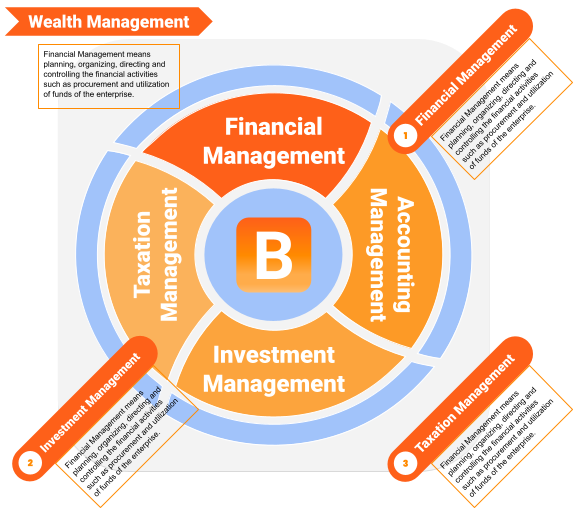 Wealth Management
Financial Management means
planning, organizing, directing and
controlling the financial activities
such as procurement and utilization
of funds of the enterprise.
1
Financial Management
Financial Management means
planning, organizing, directing and
controlling the financial activities
such as procurement and utilization
of funds of the enterprise.
Financial
Management
Accounting
Management
Taxation
Management
B
Investment
Management
2
Investment Management
Financial Management means
planning, organizing, directing and
controlling the financial activities
such as procurement and utilization
of funds of the enterprise.
3
Taxation Management
Financial Management means
planning, organizing, directing and
controlling the financial activities
such as procurement and utilization
of funds of the enterprise.